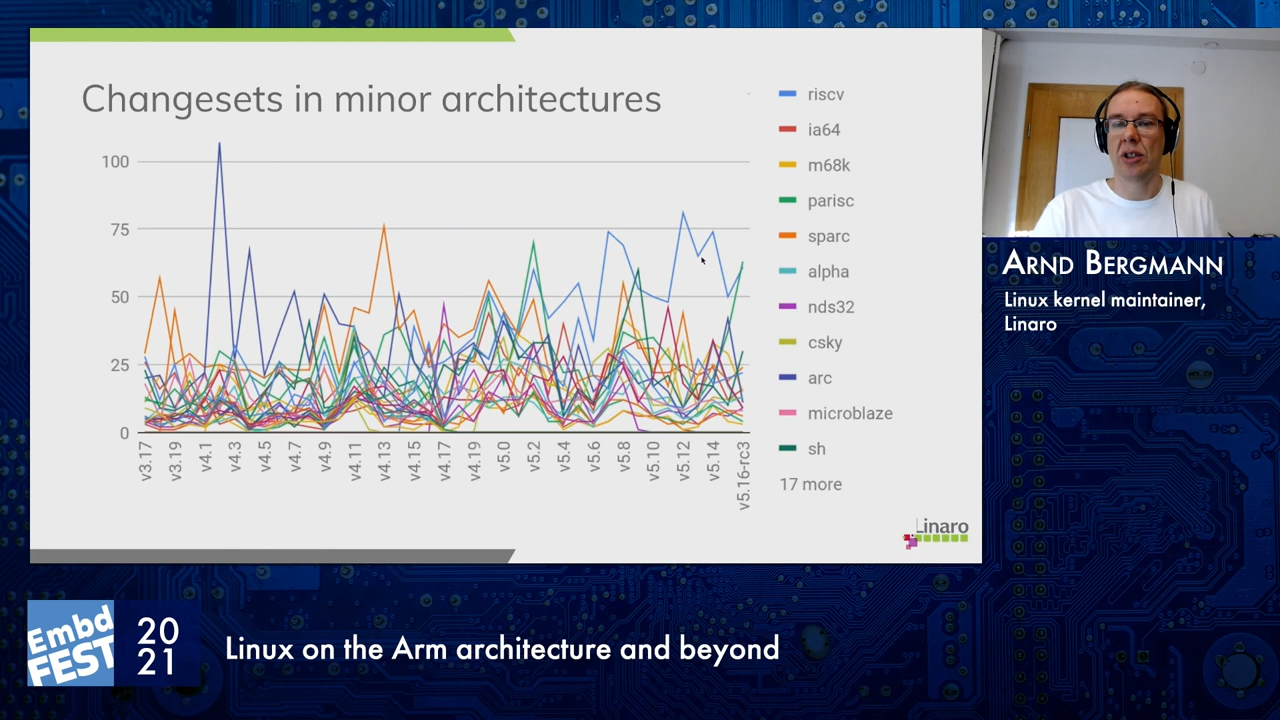 Changesets in minor architectures
100
75
50
25
0
v3.17
v3.19
v4.1
v4.3
v4.5
v4.7
v4.9
v4.11
v4.13
v4.15
v4.17
v4.19
v5.0
v5.2
v5.4
v5.6
v5.8
v5.10
v5.12
v5.14
v5.16-rc3
riscv
ia64
m68k
parisc
sparc
alpha
nds32
csky
arc
microblaze
sh
17 more
Linaro
ARND BERGMANN
Linux kernel maintainer,
Linaro
Embd
FEST
20
21
Linux on the Arm architecture and beyond